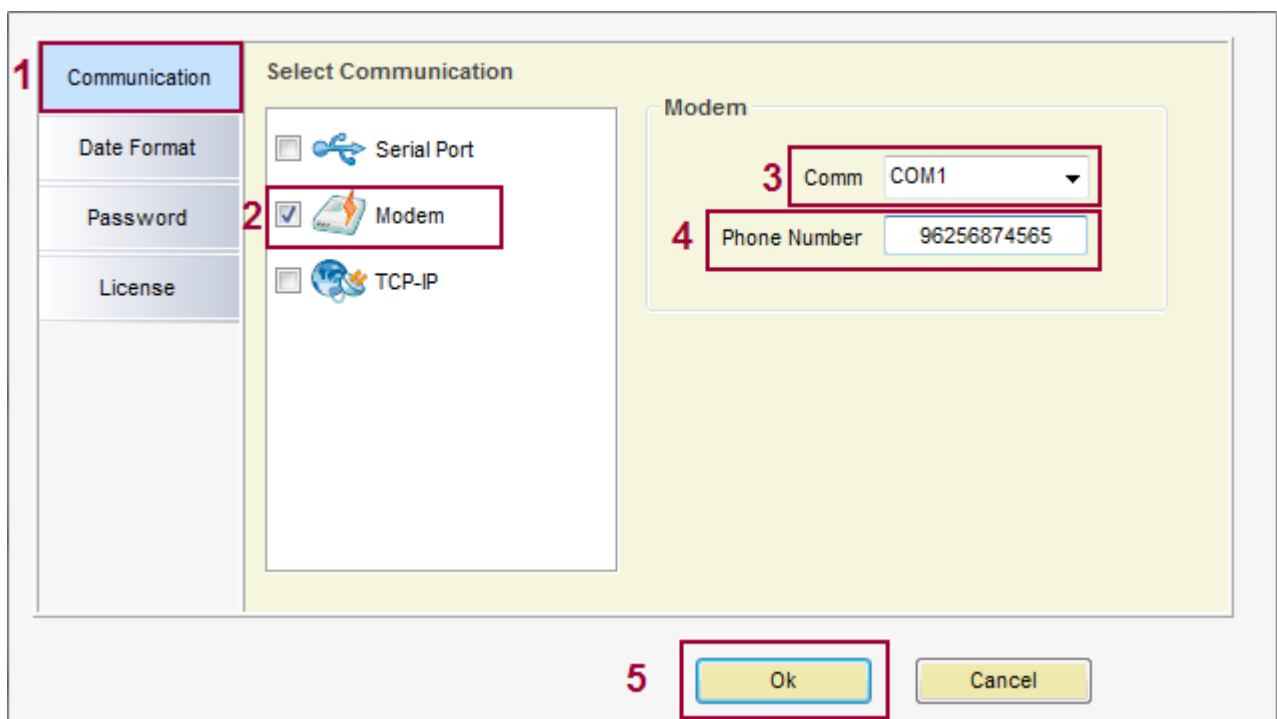 1 Communication
Date Format
Password
License
Select Communication
Serial Port
2 Modem
TCP-IP
Modem
3 Comm COM1
4 Phone Number 96256874565
5 Ok Cancel